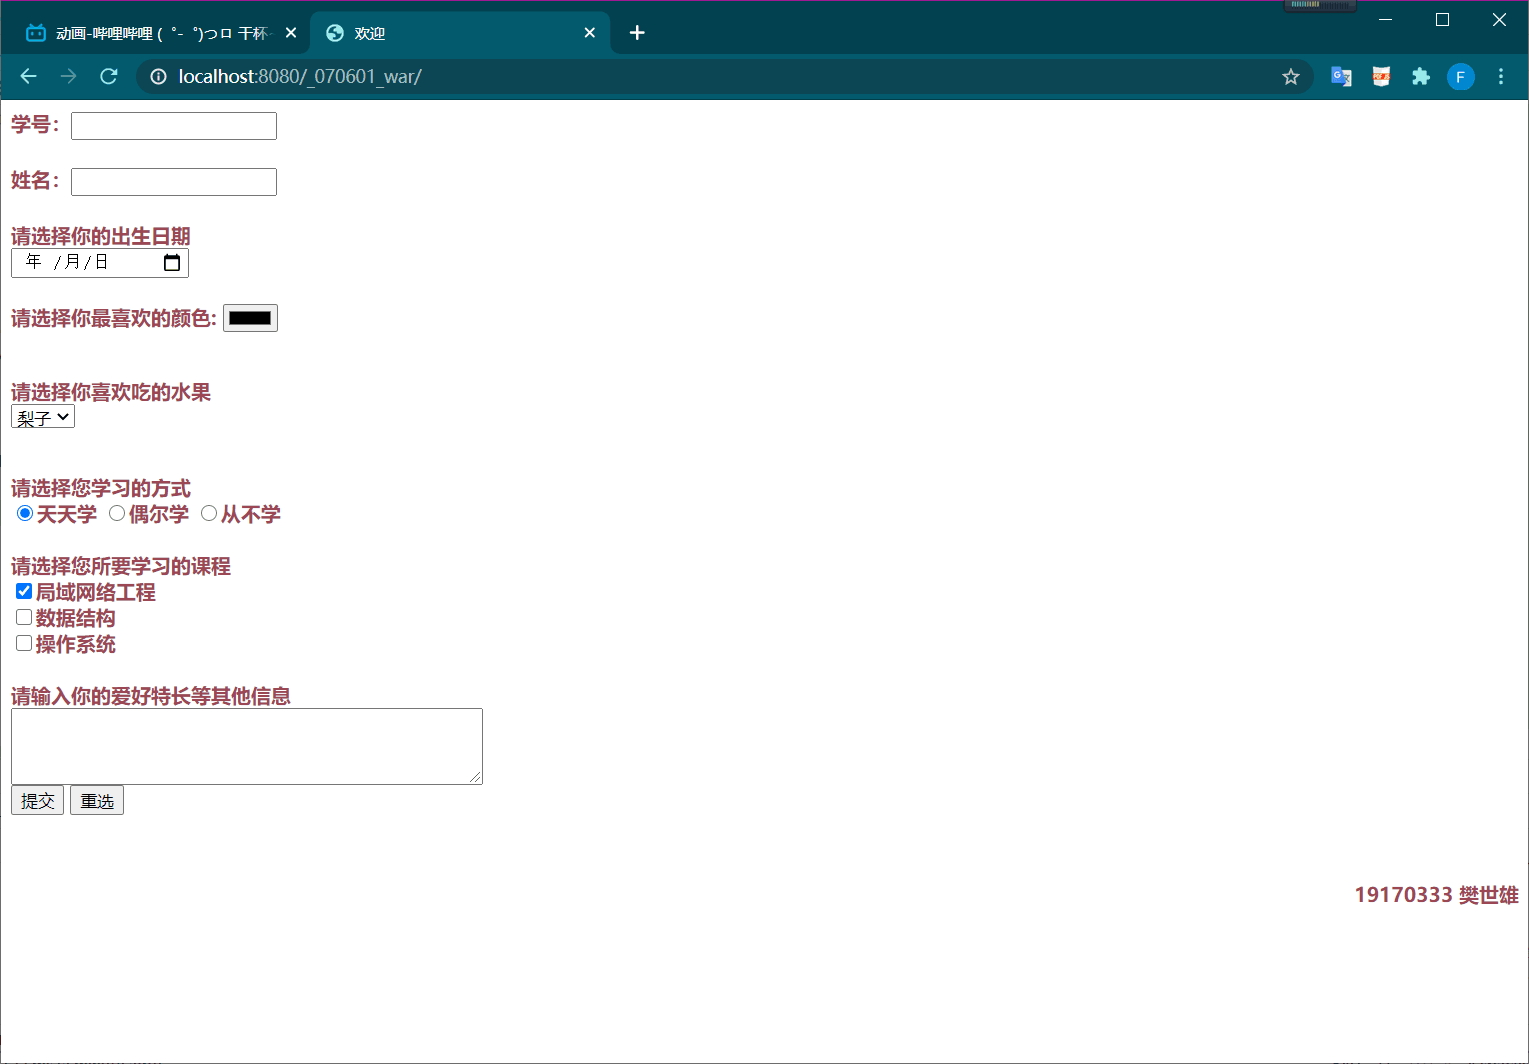 动画-哔哩哔哩 (゜-゜)つロ 干杯~
欢迎
localhost:8080/_070601_war/
F
学号：
姓名：
请选择你的出生日期
年 /月/日
请选择你最喜欢的颜色:
请选择你喜欢吃的水果
梨子
请选择您学习的方式
天天学 偶尔学 从不学
请选择您所要学习的课程
局域网络工程
数据结构
操作系统
请输入你的爱好特长等其他信息
提交 重选
19170333 樊世雄